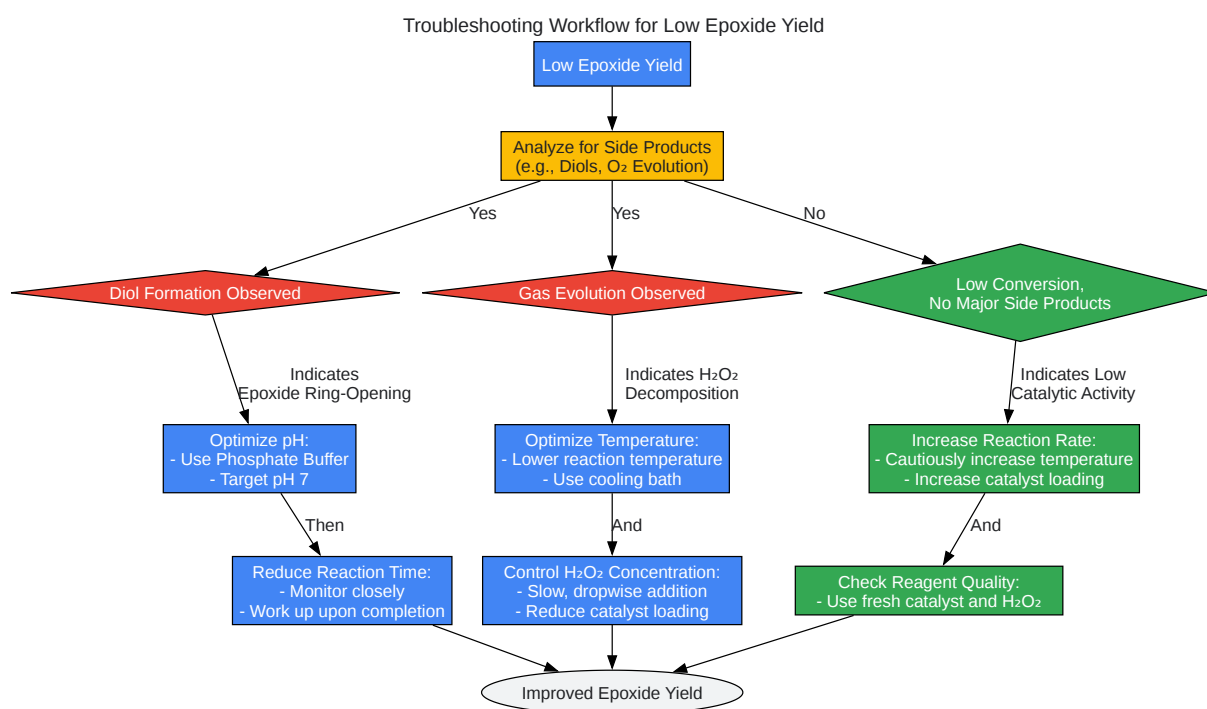 Troubleshooting Workflow for Low Epoxide Yield
Low Epoxide Yield
Analyze for Side Products
(e.g., Diols, O₂ Evolution)
Yes
Yes
No
Diol Formation Observed
Gas Evolution Observed
Low Conversion,
No Major Side Products
Indicates
Epoxide Ring-Opening
Indicates H₂O₂
Decomposition
Indicates Low
Catalytic Activity
Optimize pH:
- Use Phosphate Buffer
- Target pH 7
Optimize Temperature:
- Lower reaction temperature
- Use cooling bath
Increase Reaction Rate:
- Cautiously increase temperature
- Increase catalyst loading
Then
And
And
Reduce Reaction Time:
- Monitor closely
- Work up upon completion
Control H₂O₂ Concentration:
- Slow, dropwise addition
- Reduce catalyst loading
Check Reagent Quality:
- Use fresh catalyst and H₂O₂
Improved Epoxide Yield